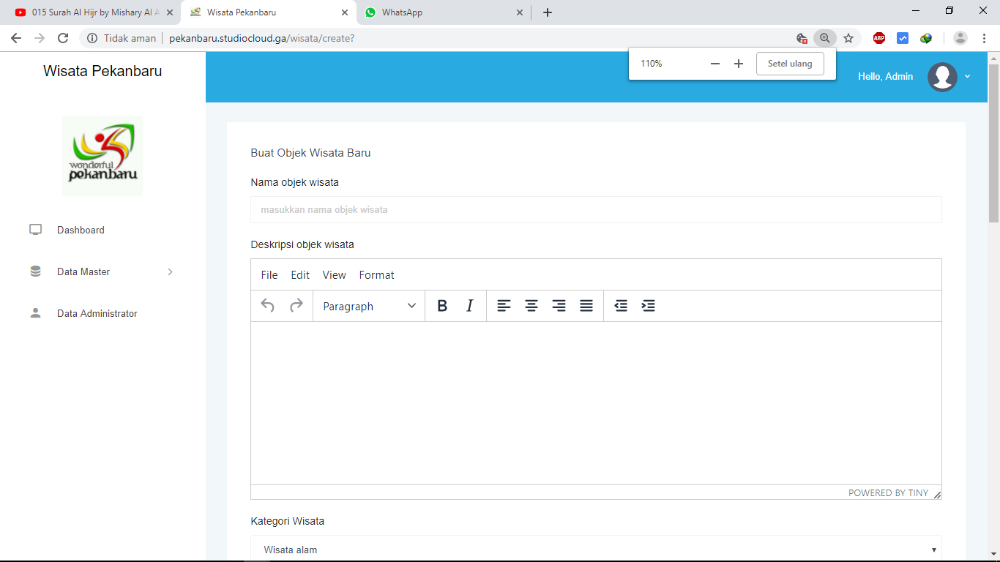 015 Surah Al Hijr by Mishary Al A
Wisata Pekanbaru
WhatsApp
Tidak aman
pekanbaru.studiocloud.ga/wisata/create?
ABP
110%
Setel ulang
Wisata Pekanbaru
Hello, Admin
wonderful
pekanbaru
Dashboard
Data Master
Data Administrator
Buat Objek Wisata Baru
Nama objek wisata
masukkan nama objek wisata
Deskripsi objek wisata
File Edit View Format
Paragraph B I
POWERED BY TINY
Kategori Wisata
Wisata alam